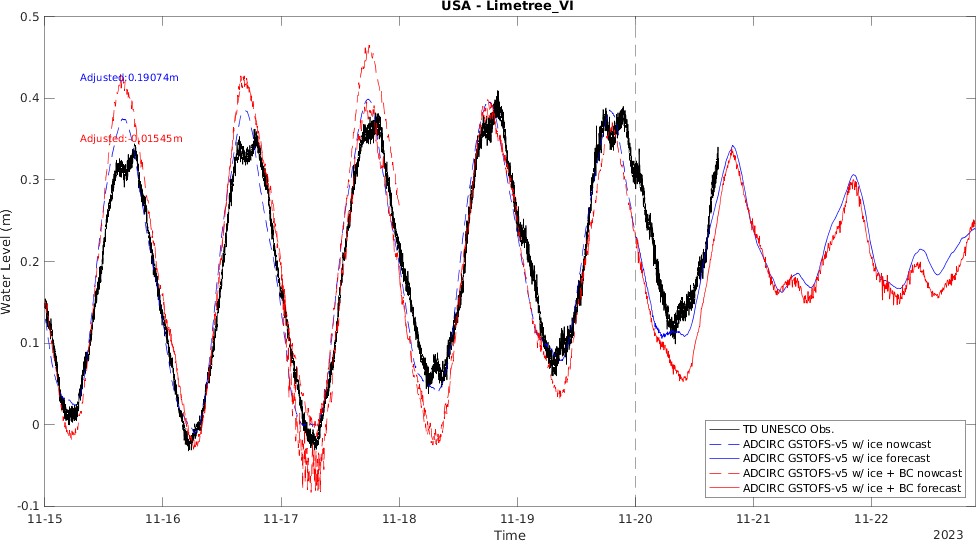 USA - Limetree_VI
0.5
Adjusted:0.19074m
0.4
Adjusted:-0.01545m
0.3
Water Level (m)
0.2
0.1
0
-0.1
TD UNESCO Obs.
ADCIRC GSTOFS-v5 w/ ice nowcast
ADCIRC GSTOFS-v5 w/ ice forecast
ADCIRC GSTOFS-v5 w/ ice + BC nowcast
ADCIRC GSTOFS-v5 w/ ice + BC forecast
11-15 11-16 11-17 11-18 11-19 11-20 11-21 11-22
Time
2023